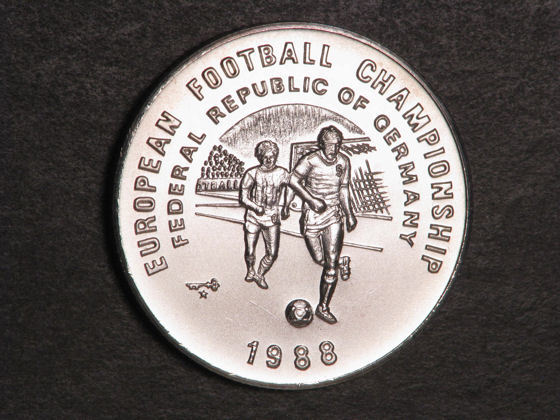 EUROPEAN FOOTBALL CHAMPIONSHIP
FEDERAL REPUBLIC OF GERMANY
1988